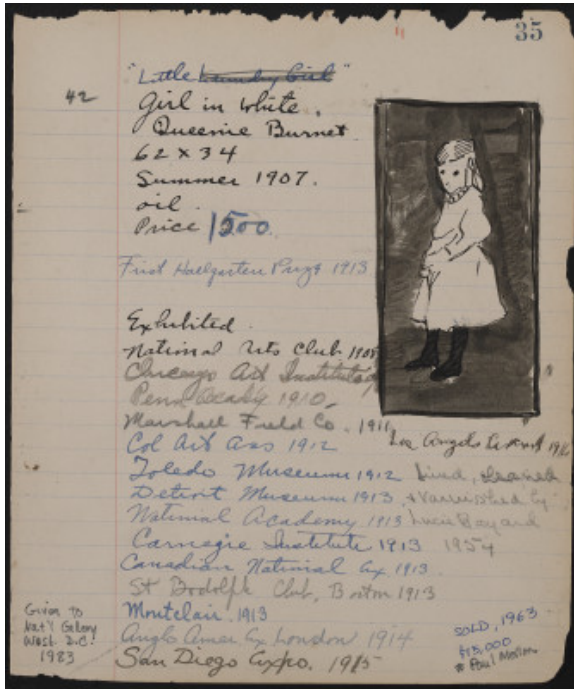 35
"Little Laundry Girl"
42
Girl in White.
Queenie Burnet
62 x 34
Summer 1907.
oil.
Price 1500
First Hallgarten Prize 1913
Exhibited.
National Arts Club 1908
Chicago Art Institute
Penn Acady 1910
Marshall Field Co. 1911
Los Angeles 1916
Col Art Ass 1912
Toledo Museum 1912 Lined, cleaned
Detroit Museum 1913 & varnished by
National Academy 1913 Lucie Bayard
Carnegie Institute 1913 1954
Canadian National Ex 1913
St Bodolph Club, Boston 1913
Montclair. 1913
Anglo Amer Ex London 1914
San Diego Expo. 1915
Given to
Nat'l Gallery
Wash. D.C.
1983
SOLD, 1963
$15,000
* Paul Mellon